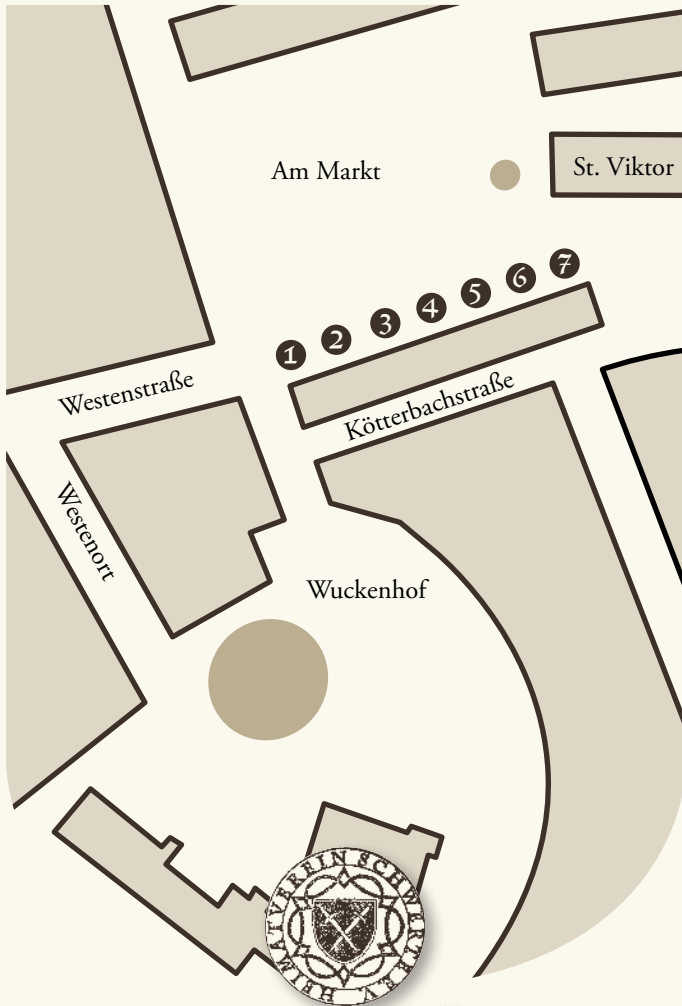 Am Markt
St. Viktor
1
2
3
4
5
6
7
Westenstraße
Kötterbachstraße
Westenort
Wuckenhof
HEIMATVEREIN SCHWERTE E.V.